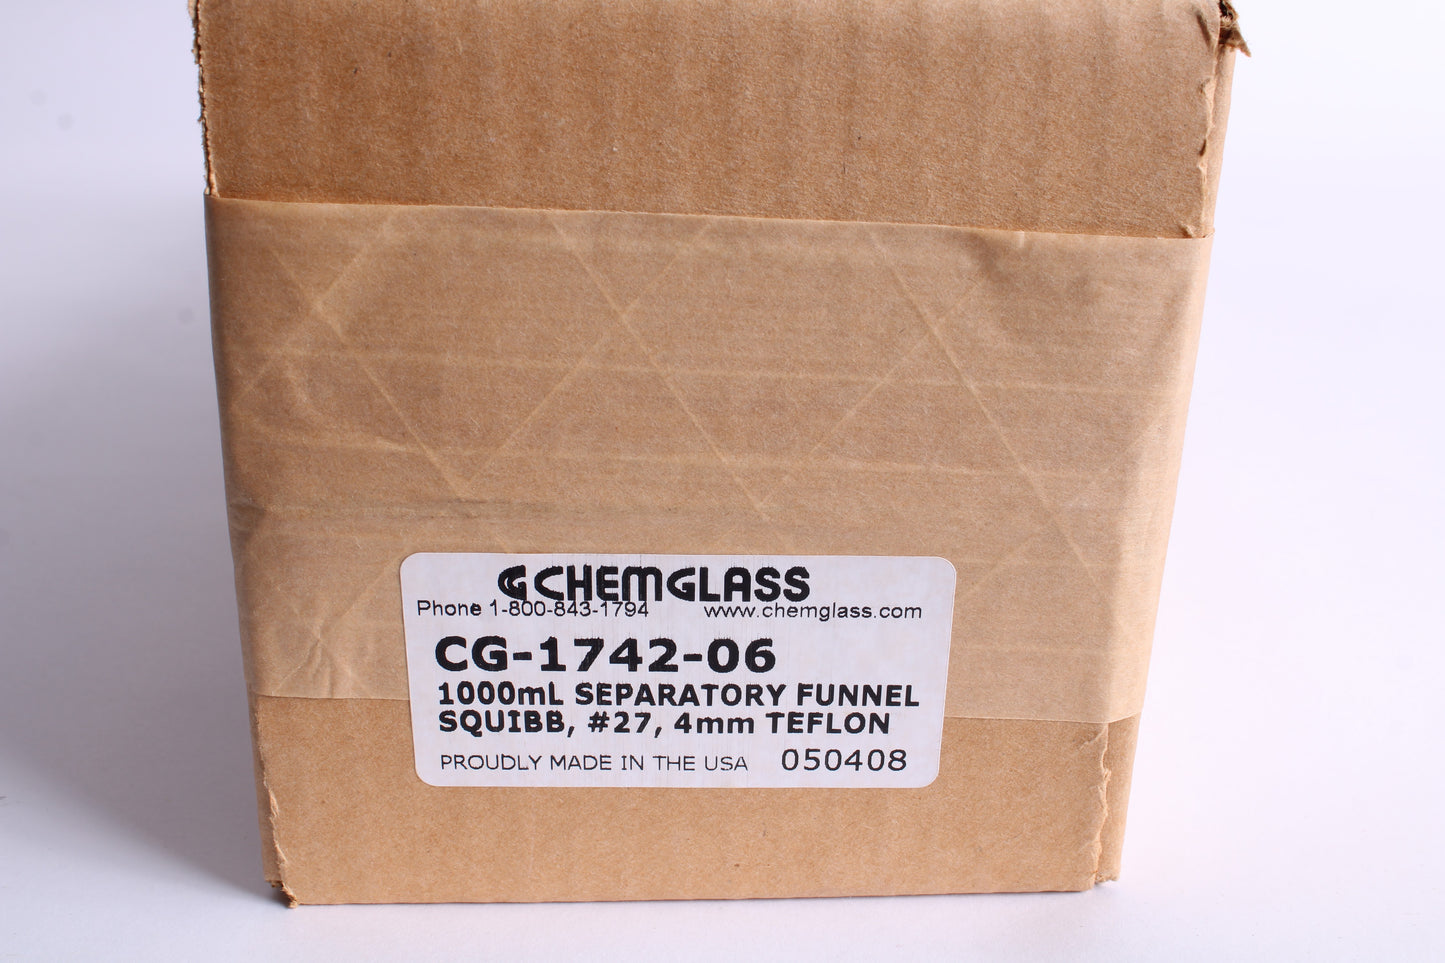 CHEMGLASS
Phone 1-800-843-1794 www.chemglass.com
CG-1742-06
1000mL SEPARATORY FUNNEL
SQUIBB, #27, 4mm TEFLON
PROUDLY MADE IN THE USA 050408